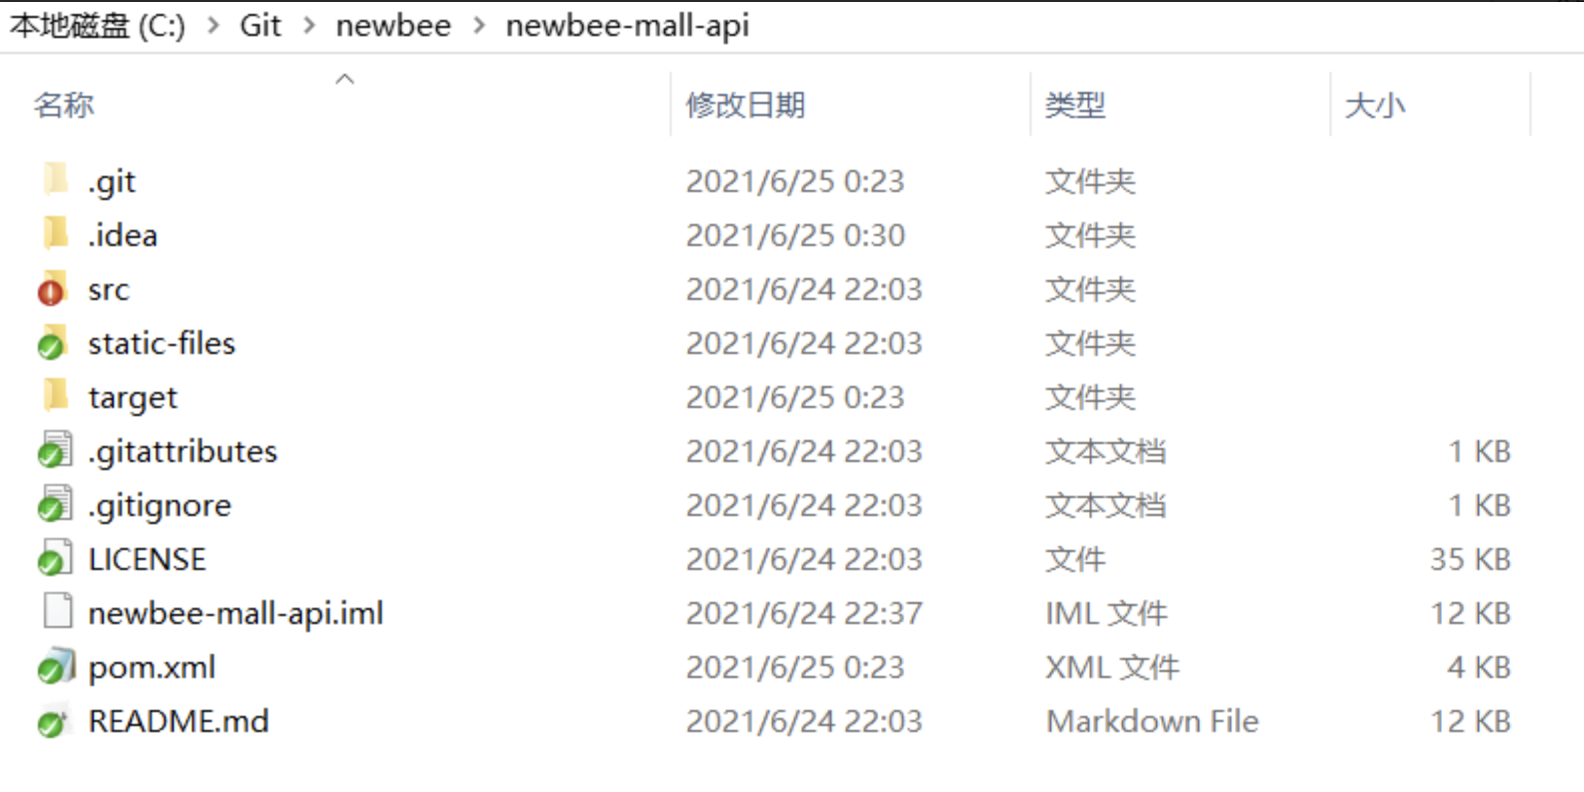 本地磁盘 (C:) > Git > newbee > newbee-mall-api
名称 修改日期 类型 大小
.git 2021/6/25 0:23 文件夹
.idea 2021/6/25 0:30 文件夹
src 2021/6/24 22:03 文件夹
static-files 2021/6/24 22:03 文件夹
target 2021/6/25 0:23 文件夹
.gitattributes 2021/6/24 22:03 文本文档 1 KB
.gitignore 2021/6/24 22:03 文本文档 1 KB
LICENSE 2021/6/24 22:03 文件 35 KB
newbee-mall-api.iml 2021/6/24 22:37 IML 文件 12 KB
pom.xml 2021/6/25 0:23 XML 文件 4 KB
README.md 2021/6/24 22:03 Markdown File 12 KB